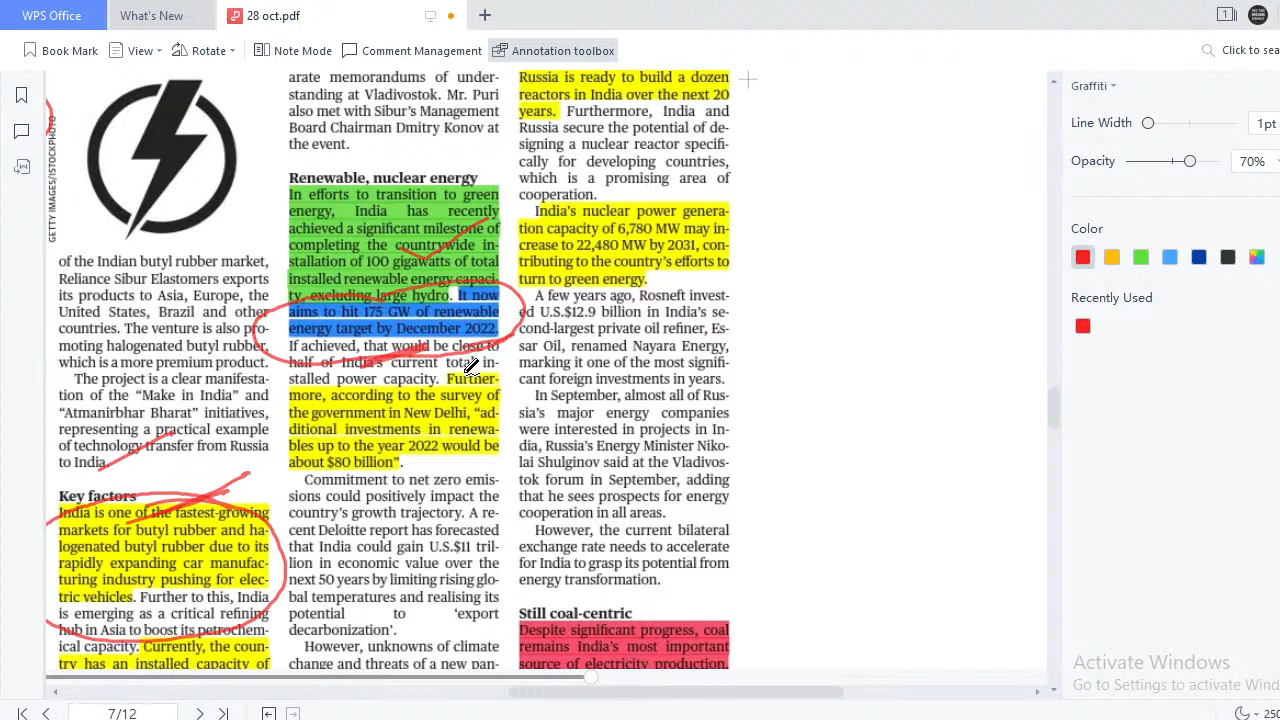 WPS Office
What's New
28 oct.pdf
1
Book Mark
View
Rotate
Note Mode
Comment Management
Annotation toolbox
Click to sea
GETTY IMAGES/ISTOCKPHOTO
of the Indian butyl rubber market,
Reliance Sibur Elastomers exports
its products to Asia, Europe, the
United States, Brazil and other
countries. The venture is also pro-
moting halogenated butyl rubber,
which is a more premium product.
The project is a clear manifesta-
tion of the “Make in India” and
“Atmanirbhar Bharat” initiatives,
representing a practical example
of technology transfer from Russia
to India.
Key factors
India is one of the fastest-growing
markets for butyl rubber and ha-
logenated butyl rubber due to its
rapidly expanding car manufac-
turing industry pushing for elec-
tric vehicles. Further to this, India
is emerging as a critical refining
hub in Asia to boost its petrochem-
ical capacity. Currently, the coun-
try has an installed capacity of
arate memorandums of under-
standing at Vladivostok. Mr. Puri
also met with Sibur’s Management
Board Chairman Dmitry Konov at
the event.
Renewable, nuclear energy
In efforts to transition to green
energy, India has recently
achieved a significant milestone of
completing the countrywide in-
stallation of 100 gigawatts of total
installed renewable energy capaci-
ty, excluding large hydro. It now
aims to hit 175 GW of renewable
energy target by December 2022.
If achieved, that would be close to
half of India’s current total in-
stalled power capacity. Further-
more, according to the survey of
the government in New Delhi, “ad-
ditional investments in renewa-
bles up to the year 2022 would be
about $80 billion”.
Commitment to net zero emis-
sions could positively impact the
country’s growth trajectory. A re-
cent Deloitte report has forecasted
that India could gain U.S.$11 tril-
lion in economic value over the
next 50 years by limiting rising glo-
bal temperatures and realising its
potential to ‘export
decarbonization’.
However, unknowns of climate
change and threats of a new pan-
Russia is ready to build a dozen
reactors in India over the next 20
years. Furthermore, India and
Russia secure the potential of de-
signing a nuclear reactor specifi-
cally for developing countries,
which is a promising area of
cooperation.
India’s nuclear power genera-
tion capacity of 6,780 MW may in-
crease to 22,480 MW by 2031, con-
tributing to the country’s efforts to
turn to green energy.
A few years ago, Rosneft invest-
ed U.S.$12.9 billion in India’s se-
cond-largest private oil refiner, Es-
sar Oil, renamed Nayara Energy,
marking it one of the most signifi-
cant foreign investments in years.
In September, almost all of Rus-
sia’s major energy companies
were interested in projects in In-
dia, Russia’s Energy Minister Niko-
lai Shulginov said at the Vladivos-
tok forum in September, adding
that he sees prospects for energy
cooperation in all areas.
However, the current bilateral
exchange rate needs to accelerate
for India to grasp its potential from
energy transformation.
Still coal-centric
Despite significant progress, coal
remains India’s most important
source of electricity production.
Graffiti
Line Width
1pt
Opacity
70%
Color
Recently Used
Activate Windows
Go to Settings to activate Wind
7/12
250